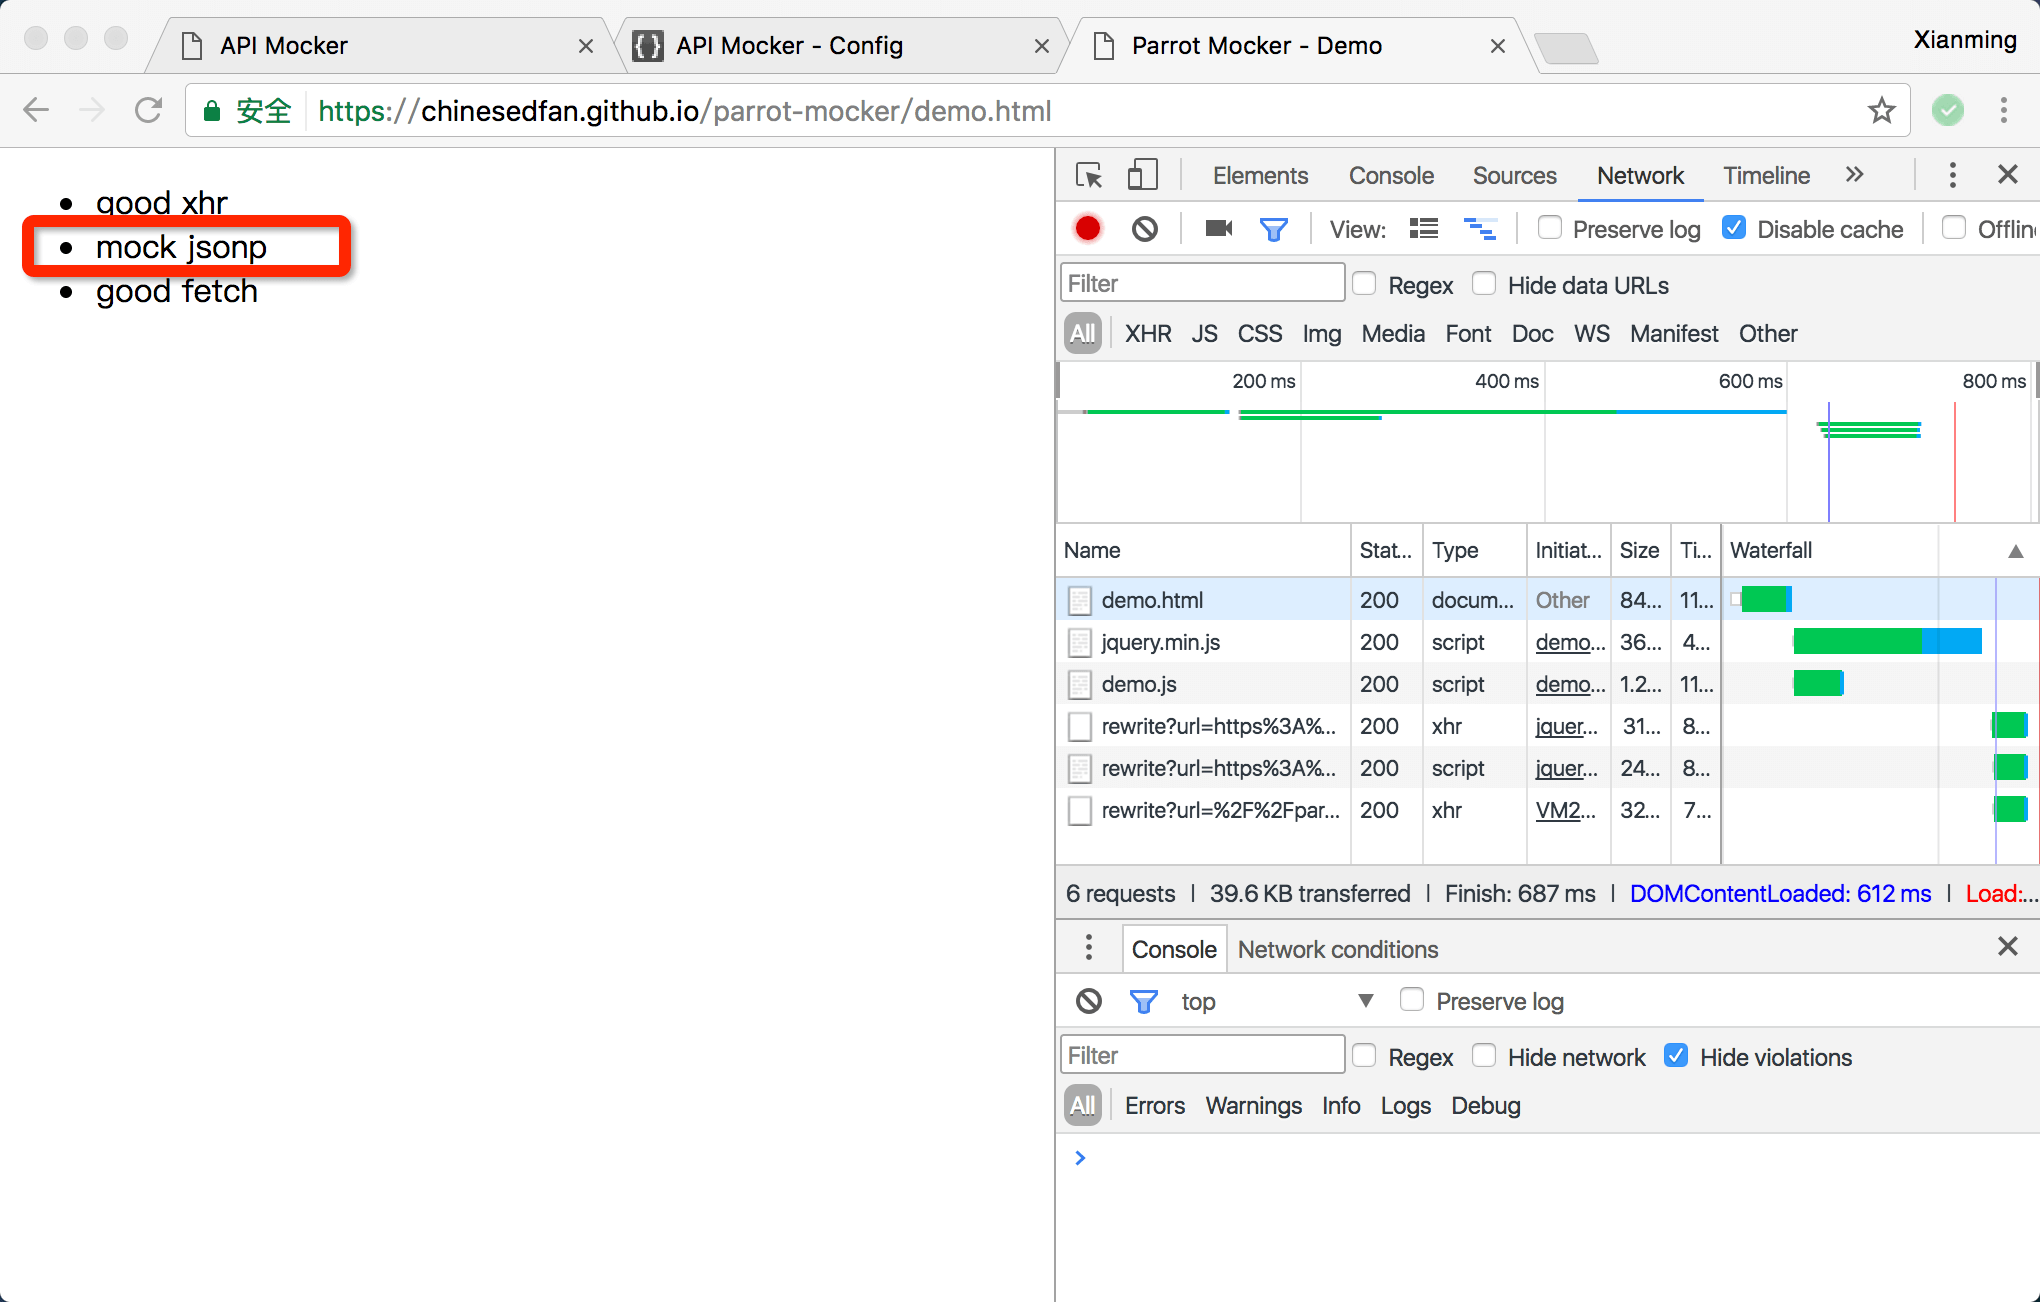 API Mocker
API Mocker - Config
Parrot Mocker - Demo
Xianming
安全 https://chinesedfan.github.io/parrot-mocker/demo.html
good xhr
mock jsonp
good fetch
Elements Console Sources Network Timeline
View: Preserve log Disable cache Offlin
Filter Regex Hide data URLs
All XHR JS CSS Img Media Font Doc WS Manifest Other
200 ms 400 ms 600 ms 800 ms
Name Stat... Type Initiat... Size Ti... Waterfall
demo.html 200 docum... Other 84... 11...
jquery.min.js 200 script demo... 36... 4...
demo.js 200 script demo... 1.2... 11...
rewrite?url=https%3A%... 200 xhr jquer... 31... 8...
rewrite?url=https%3A%... 200 script jquer... 24... 8...
rewrite?url=%2F%2Fpar... 200 xhr VM2... 32... 7...
6 requests | 39.6 KB transferred | Finish: 687 ms | DOMContentLoaded: 612 ms | Load:...
Console Network conditions
top Preserve log
Filter Regex Hide network Hide violations
All Errors Warnings Info Logs Debug